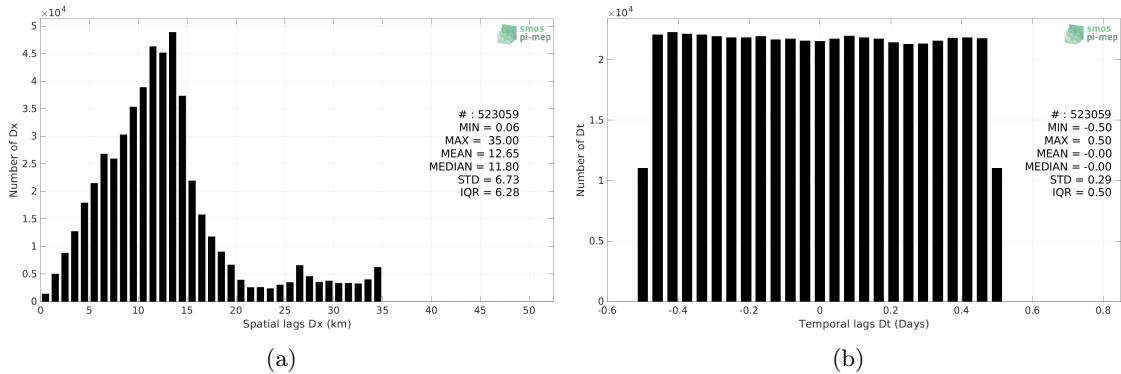 ×10⁴
5
4.5
4
3.5
3
2.5
2
1.5
1
0.5
0
Number of Dx
0 5 10 15 20 25 30 35 40 45 50
Spatial lags Dx (km)
smos
pi-mep
# : 523059
MIN = 0.06
MAX = 35.00
MEAN = 12.65
MEDIAN = 11.80
STD = 6.73
IQR = 6.28
(a)
×10⁴
2
1.5
1
0.5
0
Number of Dt
-0.6 -0.4 -0.2 0 0.2 0.4 0.6 0.8
Temporal lags Dt (Days)
smos
pi-mep
# : 523059
MIN = -0.50
MAX = 0.50
MEAN = -0.00
MEDIAN = -0.00
STD = 0.29
IQR = 0.50
(b)